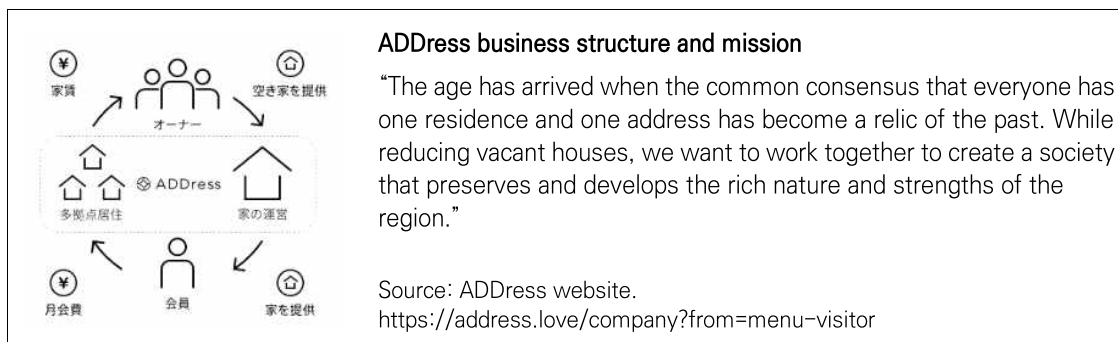 ¥
家賃
オーナー
空き家を提供
多拠点居住
ADDress
家の運営
¥
月会費
会員
家を提供
ADDress business structure and mission
“The age has arrived when the common consensus that everyone has
one residence and one address has become a relic of the past. While
reducing vacant houses, we want to work together to create a society
that preserves and develops the rich nature and strengths of the
region.”
Source: ADDress website.
https://address.love/company?from=menu-visitor